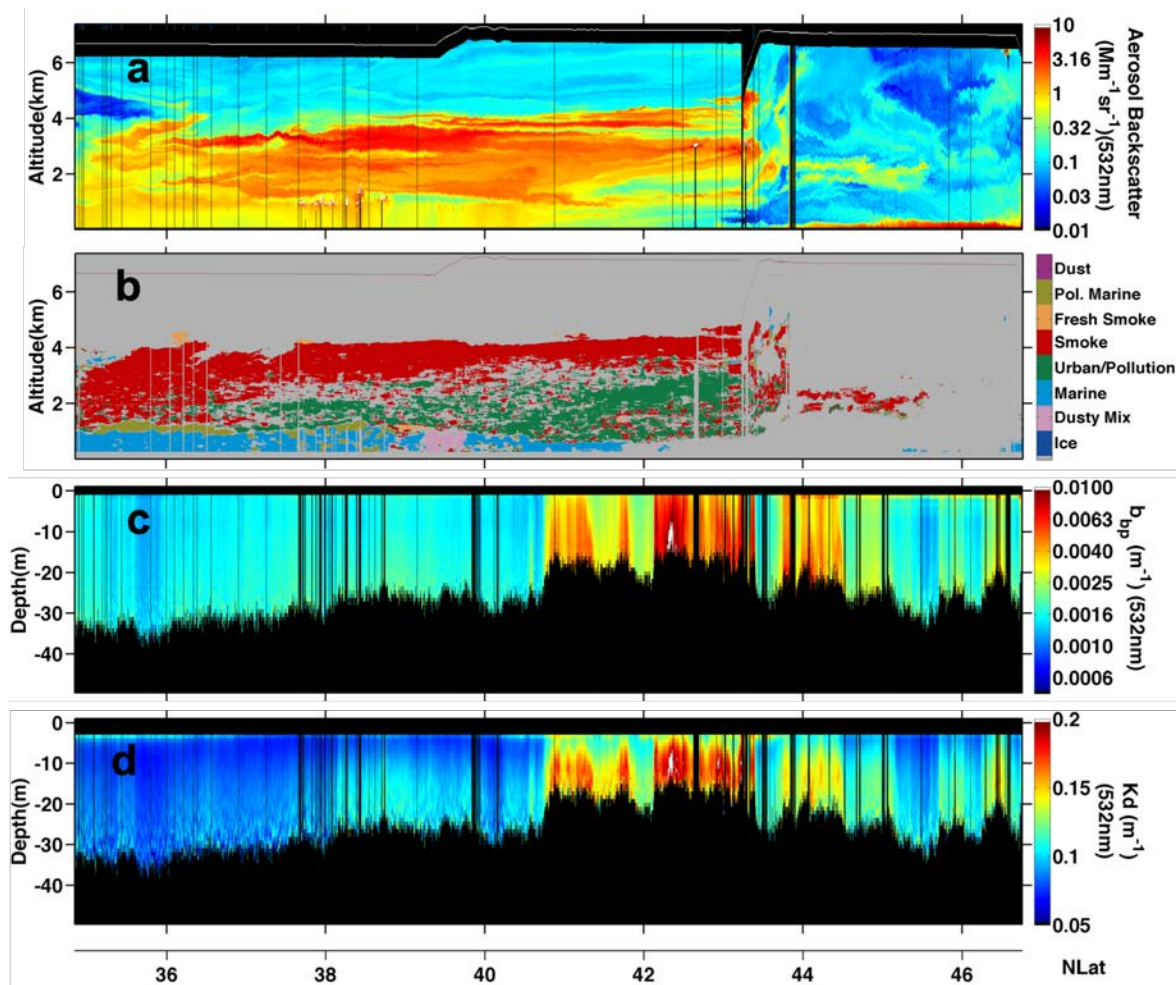 a
Altitude(km)
6
4
2
10
3.16
1
0.32
0.1
0.03
0.01
Aerosol Backscatter
(Mm-1 sr-1)(532nm)
b
Altitude(km)
6
4
2
Dust
Pol. Marine
Fresh Smoke
Smoke
Urban/Pollution
Marine
Dusty Mix
Ice
c
Depth(m)
0
-10
-20
-30
-40
0.0100
0.0063
0.0040
0.0025
0.0016
0.0010
0.0006
bbp (m-1) (532nm)
d
Depth(m)
0
-10
-20
-30
-40
0.2
0.15
0.1
0.05
Kd (m-1)
(532nm)
36 38 40 42 44 46 NLat